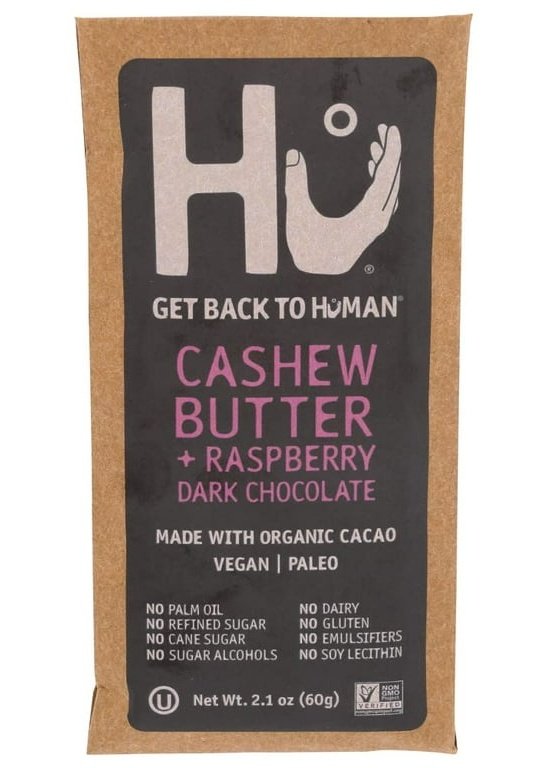 HU
®
GET BACK TO HUMAN®
CASHEW
BUTTER
+ RASPBERRY
DARK CHOCOLATE
MADE WITH ORGANIC CACAO
VEGAN | PALEO
NO PALM OIL
NO REFINED SUGAR
NO CANE SUGAR
NO SUGAR ALCOHOLS
NO DAIRY
NO GLUTEN
NO EMULSIFIERS
NO SOY LECITHIN
U
Net Wt. 2.1 oz (60g)
NON
GMO
Project
VERIFIED